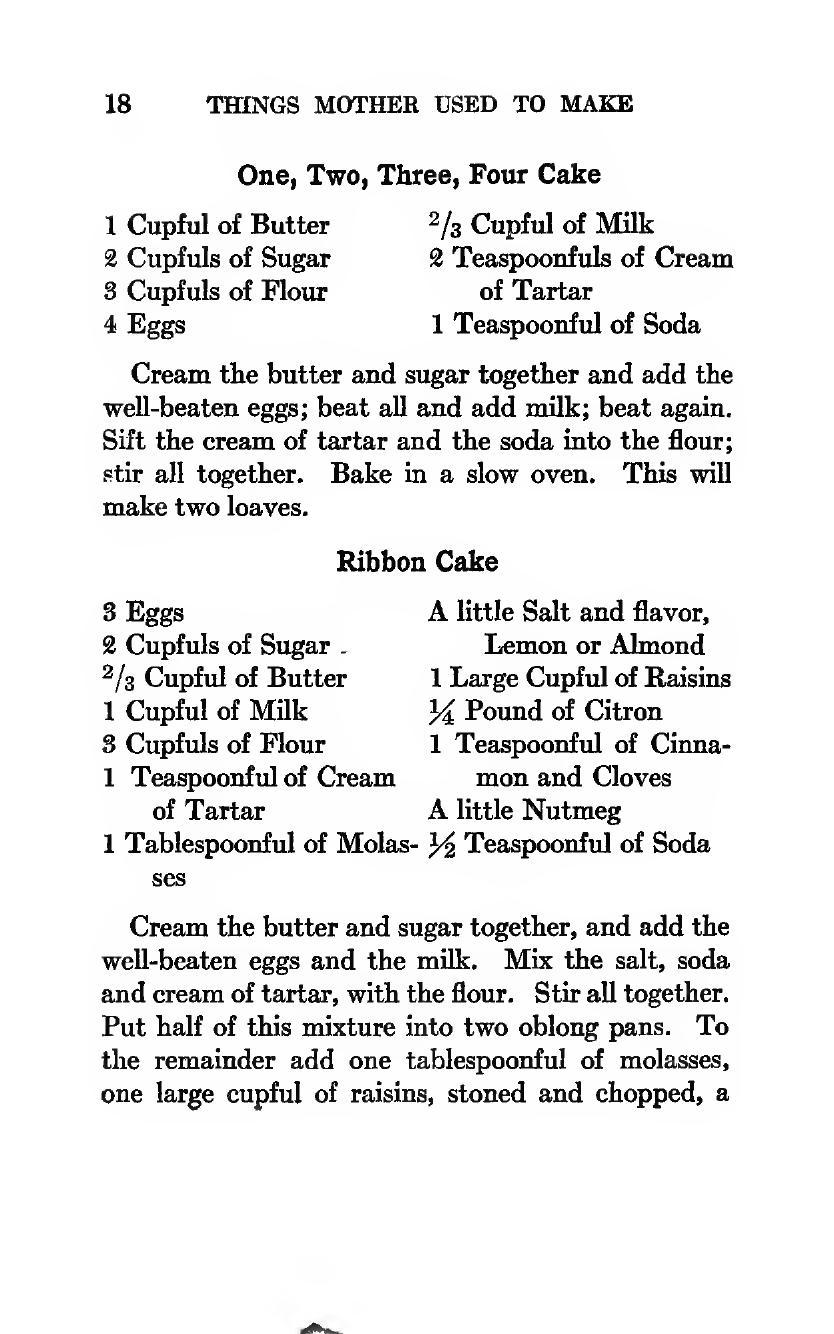 18 THINGS MOTHER USED TO MAKE
One, Two, Three, Four Cake
1 Cupful of Butter
2 Cupfuls of Sugar
3 Cupfuls of Flour
4 Eggs
2/3 Cupful of Milk
2 Teaspoonfuls of Cream
of Tartar
1 Teaspoonful of Soda
Cream the butter and sugar together and add the
well-beaten eggs; beat all and add milk; beat again.
Sift the cream of tartar and the soda into the flour;
stir all together. Bake in a slow oven. This will
make two loaves.
Ribbon Cake
3 Eggs
2 Cupfuls of Sugar
2/3 Cupful of Butter
1 Cupful of Milk
3 Cupfuls of Flour
1 Teaspoonful of Cream
of Tartar
1 Tablespoonful of Molas-
ses
A little Salt and flavor,
Lemon or Almond
1 Large Cupful of Raisins
¼ Pound of Citron
1 Teaspoonful of Cinna-
mon and Cloves
A little Nutmeg
½ Teaspoonful of Soda
Cream the butter and sugar together, and add the
well-beaten eggs and the milk. Mix the salt, soda
and cream of tartar, with the flour. Stir all together.
Put half of this mixture into two oblong pans. To
the remainder add one tablespoonful of molasses,
one large cupful of raisins, stoned and chopped, a